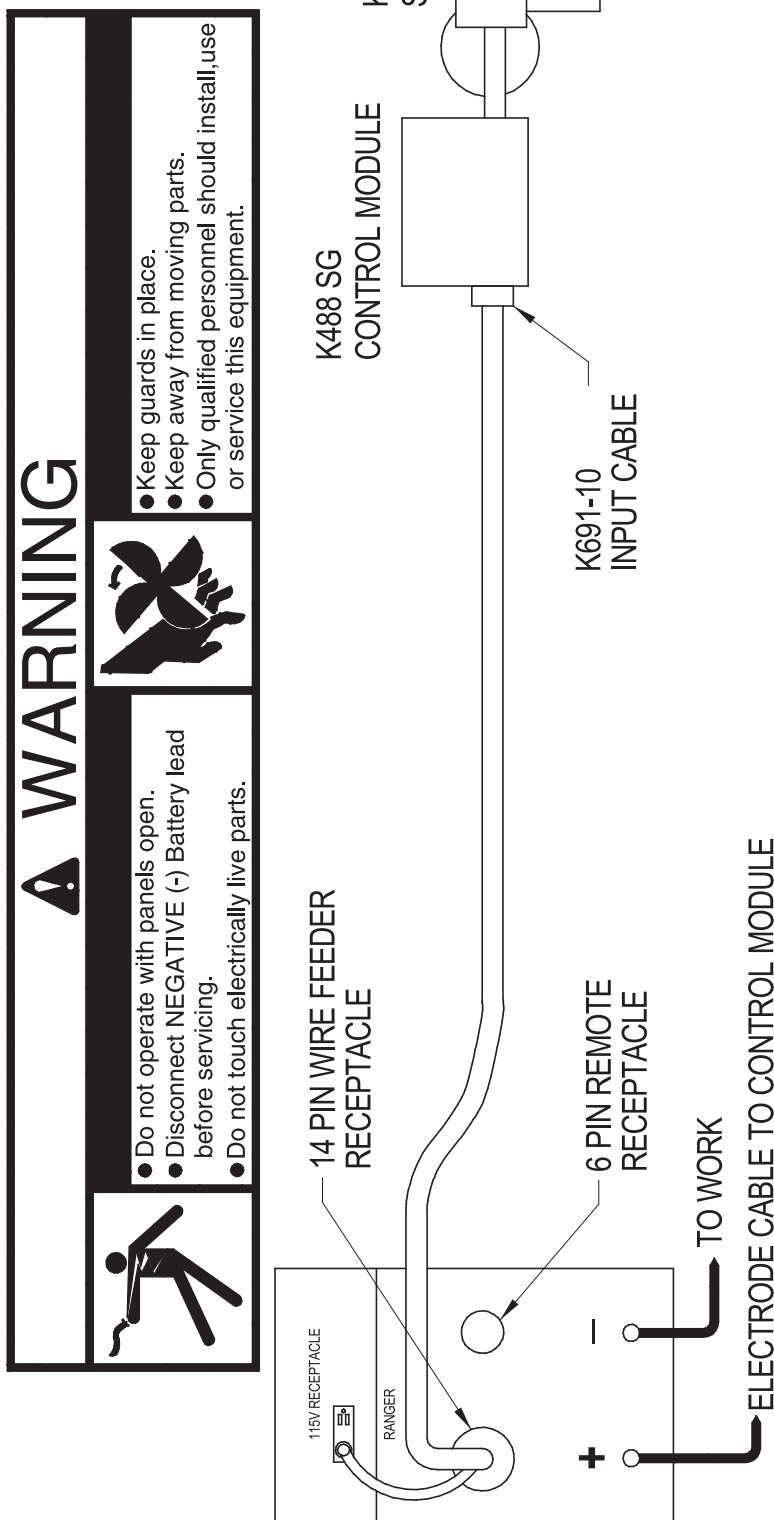 WARNING
● Do not operate with panels open.
● Disconnect NEGATIVE (-) Battery lead
before servicing.
● Do not touch electrically live parts.
● Keep guards in place.
● Keep away from moving parts.
● Only qualified personnel should install,use
or service this equipment.
115V RECEPTACLE
RANGER
14 PIN WIRE FEEDER
RECEPTACLE
6 PIN REMOTE
RECEPTACLE
+
–
TO WORK
ELECTRODE CABLE TO CONTROL MODULE
K691-10
INPUT CABLE
K488 SG
CONTROL MODULE